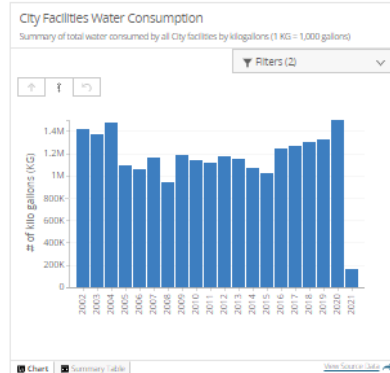 City Facilities Water Consumption
Summary of total water consumed by all City facilities by kilogallons (1 KG = 1,000 gallons)
Filters (2)
# of kilo gallons (KG)
1.4M
1.2M
1M
800K
600K
400K
200K
0
2002 2003 2004 2005 2006 2007 2008 2009 2010 2011 2012 2013 2014 2015 2016 2017 2018 2019 2020 2021
Chart Summary Table View Source Data